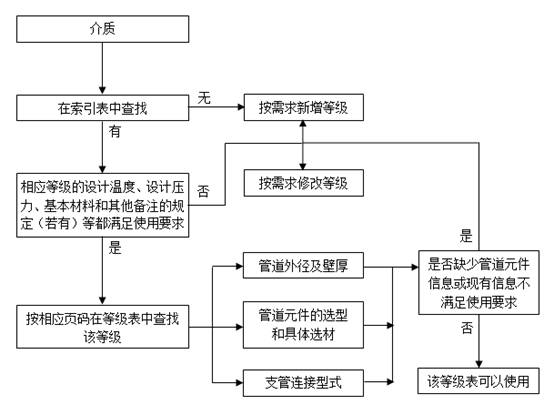 介质
在索引表中查找
无
按需求新增等级
有
相应等级的设计温度、设计压
力、基本材料和其他备注的规
定（若有）等都满足使用要求
否
按需求修改等级
是
是
管道外径及壁厚
是否缺少管道元件
信息或现有信息不
满足使用要求
按相应页码在等级表中查找
该等级
管道元件的选型
和具体选材
否
支管连接型式
该等级表可以使用